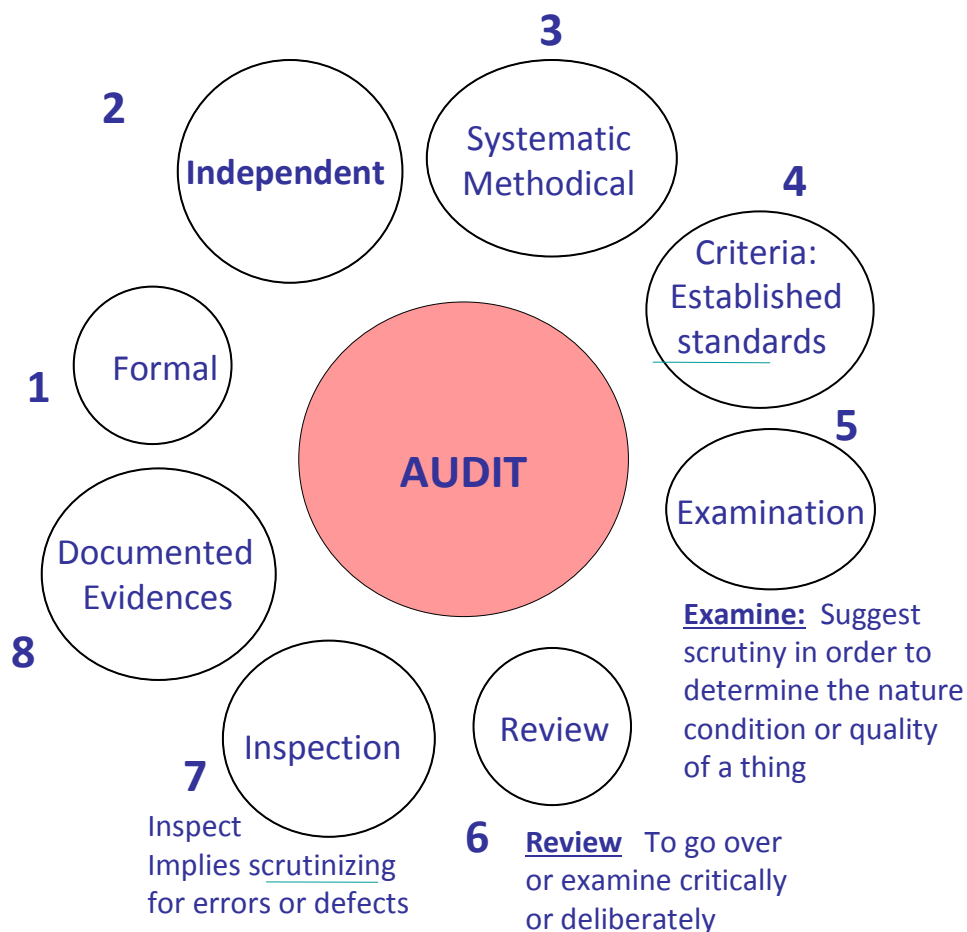 3
2
Systematic
Methodical
Independent
4
Criteria:
Established
standards
1
Formal
5
AUDIT
Examination
Documented
Evidences
8
Examine: Suggest
scrutiny in order to
determine the nature
condition or quality
of a thing
Review
Inspection
7
Inspect
Implies scrutinizing
for errors or defects
6
Review To go over
or examine critically
or deliberately